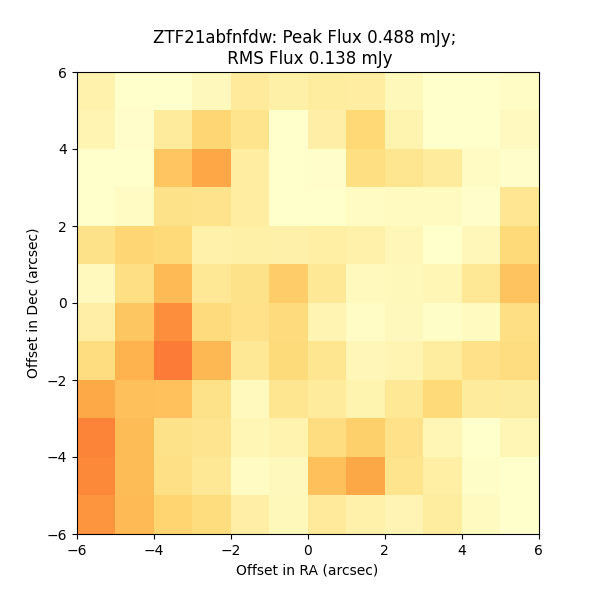 ZTF21abfnfdw: Peak Flux 0.488 mJy;
RMS Flux 0.138 mJy
6
4
2
0
−2
−4
−6
Offset in Dec (arcsec)
−6 −4 −2 0 2 4 6
Offset in RA (arcsec)